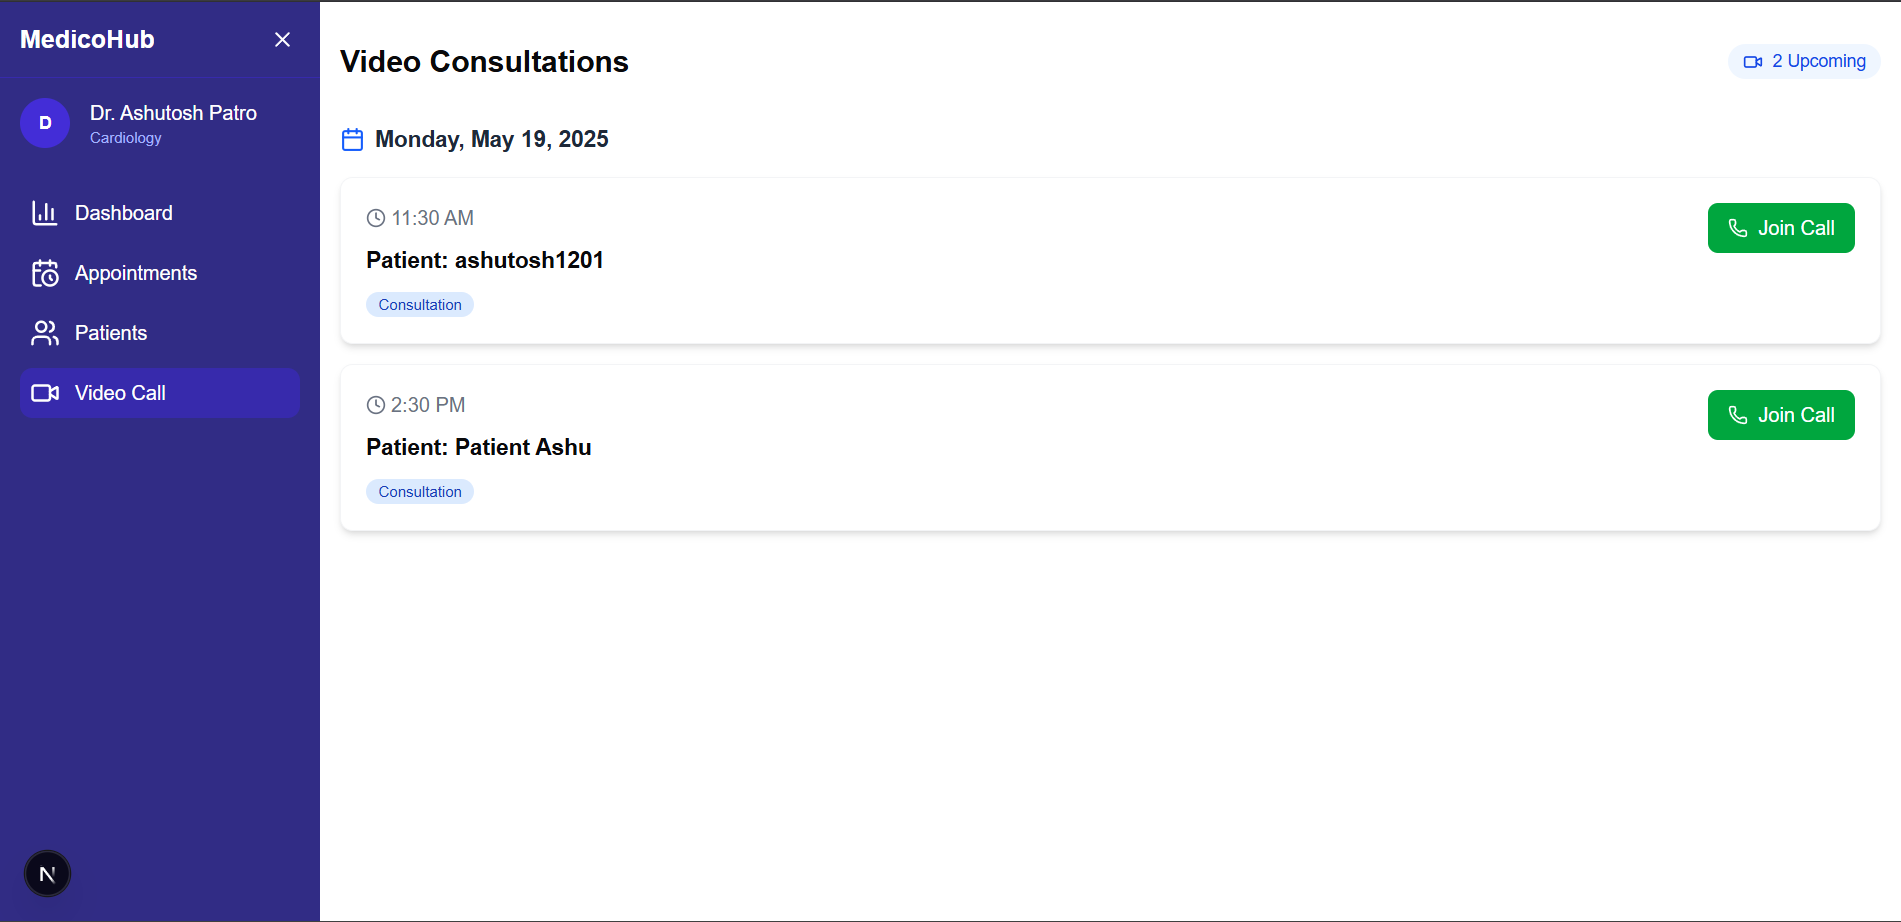 MedicoHub
D
Dr. Ashutosh Patro
Cardiology
Dashboard
Appointments
Patients
Video Call
N
Video Consultations
2 Upcoming
Monday, May 19, 2025
11:30 AM
Patient: ashutosh1201
Consultation
Join Call
2:30 PM
Patient: Patient Ashu
Consultation
Join Call